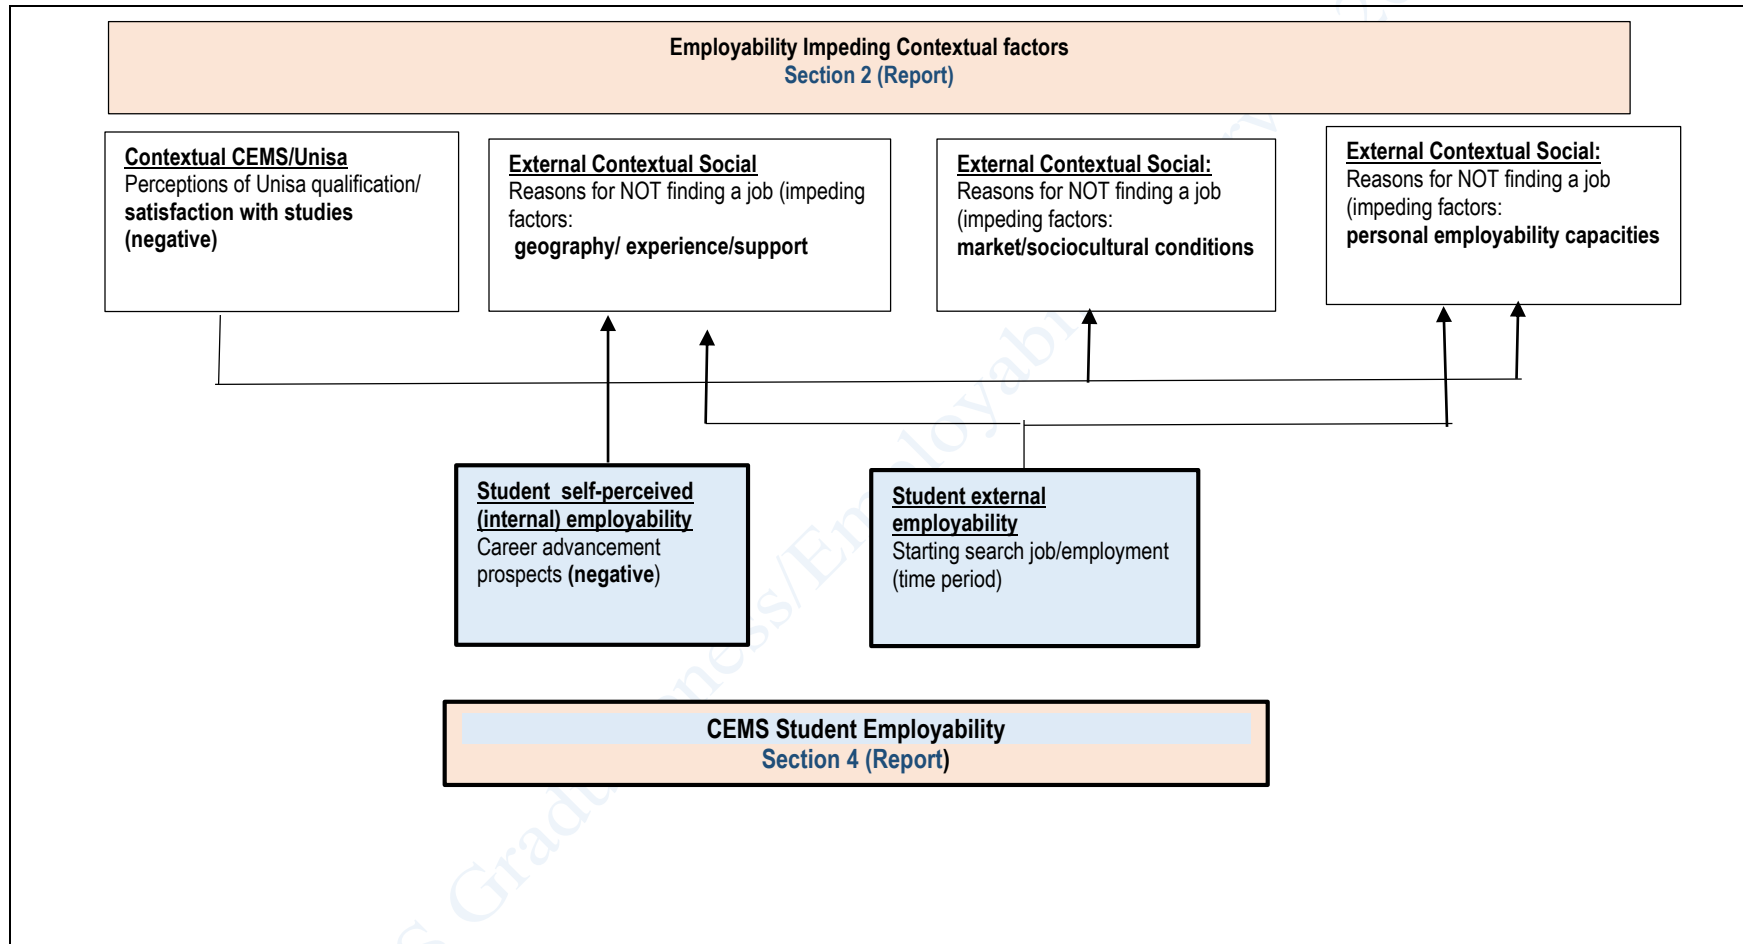 Employability Impeding Contextual factors
Section 2 (Report)
Contextual CEMS/Unisa
Perceptions of Unisa qualification/
satisfaction with studies
(negative)
External Contextual Social
Reasons for NOT finding a job (impeding
factors:
geography/ experience/support
External Contextual Social:
Reasons for NOT finding a job
(impeding factors:
market/sociocultural conditions
External Contextual Social:
Reasons for NOT finding a job
(impeding factors:
personal employability capacities
Student self-perceived
(internal) employability
Career advancement
prospects (negative)
Student external
employability
Starting search job/employment
(time period)
CEMS Student Employability
Section 4 (Report)